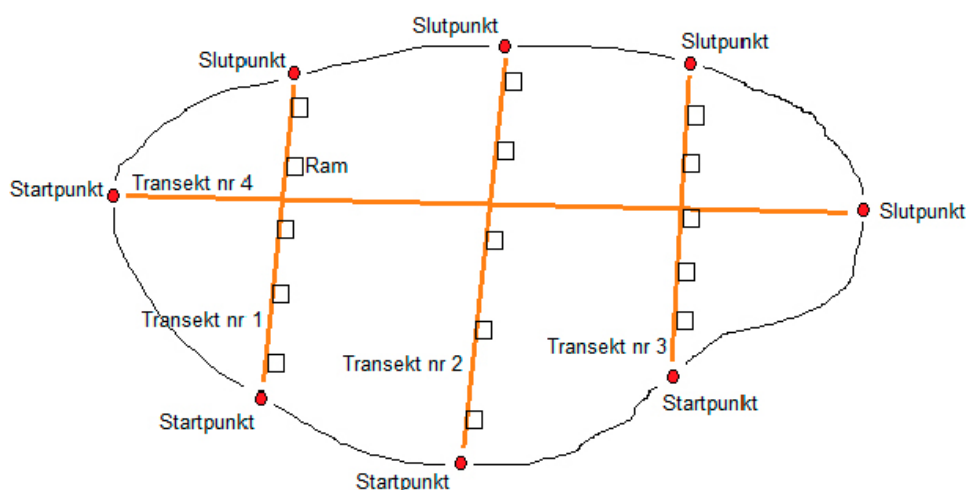 Slutpunkt
Slutpunkt
Slutpunkt
Ram
Startpunkt
Transekt nr 4
Slutpunkt
Transekt nr 1
Transekt nr 2
Transekt nr 3
Startpunkt
Startpunkt
Startpunkt